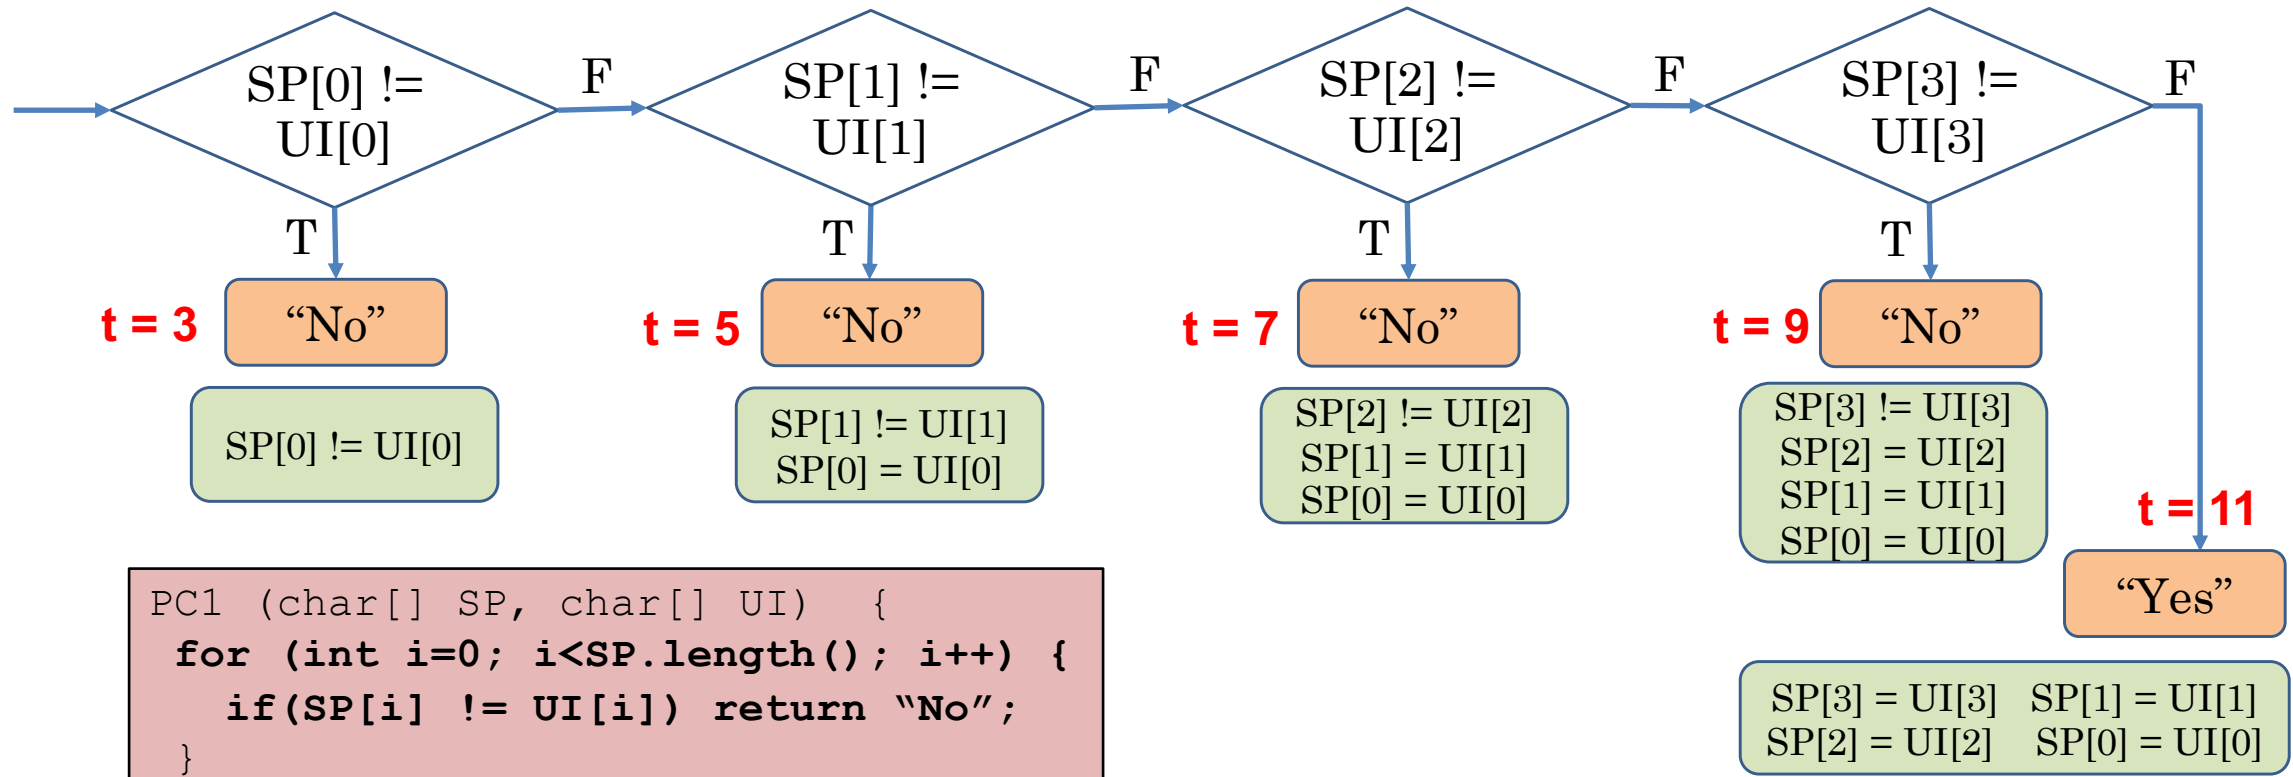 SP[0] !=
UI[0]
F
SP[1] !=
UI[1]
F
SP[2] !=
UI[2]
F
SP[3] !=
UI[3]
F
T
T
T
T
t = 3
“No”
t = 5
“No”
t = 7
“No”
t = 9
“No”
SP[0] != UI[0]
SP[1] != UI[1]
SP[0] = UI[0]
SP[2] != UI[2]
SP[1] = UI[1]
SP[0] = UI[0]
SP[3] != UI[3]
SP[2] = UI[2]
SP[1] = UI[1]
SP[0] = UI[0]
t = 11
“Yes”
SP[3] = UI[3] SP[1] = UI[1]
SP[2] = UI[2] SP[0] = UI[0]
PC1 (char[] SP, char[] UI) {
for (int i=0; i<SP.length(); i++) {
if(SP[i] != UI[i]) return “No”;
}